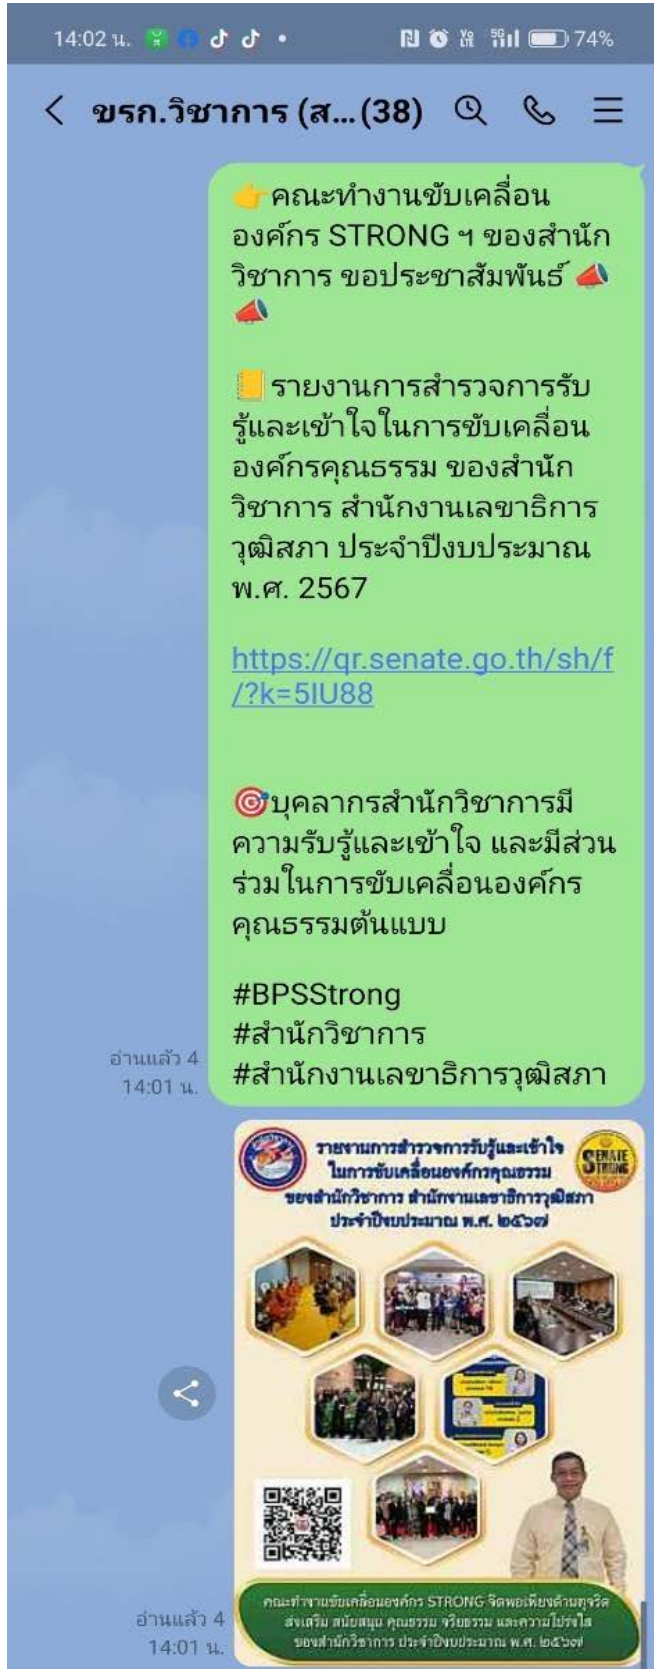 14:02 น.
74%
ขรก.วิชาการ (ส...(38)
👉คณะทำงานขับเคลื่อน
องค์กร STRONG ฯ ของสำนัก
วิชาการ ขอประชาสัมพันธ์ 📣
📣
📒รายงานการสำรวจการรับ
รู้และเข้าใจในการขับเคลื่อน
องค์กรคุณธรรม ของสำนัก
วิชาการ สำนักงานเลขาธิการ
วุฒิสภา ประจำปีงบประมาณ
พ.ศ. 2567
https://qr.senate.go.th/sh/f
/?k=5IU88
🎯บุคลากรสำนักวิชาการมี
ความรับรู้และเข้าใจ และมีส่วน
ร่วมในการขับเคลื่อนองค์กร
คุณธรรมต้นแบบ
#BPSStrong
#สำนักวิชาการ
#สำนักงานเลขาธิการวุฒิสภา
อ่านแล้ว 4
14:01 น.
รายงานการสำรวจการรับรู้และเข้าใจ
ในการขับเคลื่อนองค์กรคุณธรรม
ของสำนักวิชาการ สำนักงานเลขาธิการวุฒิสภา
ประจำปีงบประมาณ พ.ศ. ๒๕๖๗
SENATE
STRONG
คณะทำงานขับเคลื่อนองค์กร STRONG จิตพอเพียงต้านทุจริต
ส่งเสริม สนับสนุน คุณธรรม จริยธรรม และความโปร่งใส
ของสำนักวิชาการ ประจำปีงบประมาณ พ.ศ. ๒๕๖๗
อ่านแล้ว 4
14:01 น.